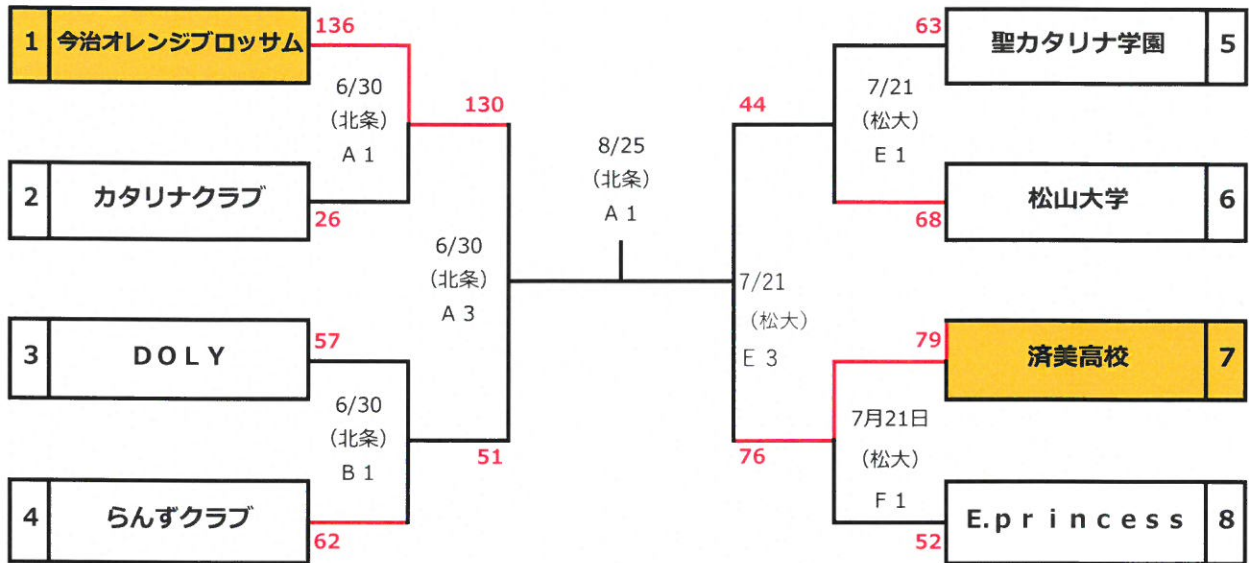 1 今治オレンジブロッサム
136
6/30
(北条)
A 1
130
2 カタリナクラブ
26
6/30
(北条)
A 3
3 ＤＯＬＹ
57
6/30
(北条)
B 1
51
4 らんずクラブ
62
8/25
(北条)
A 1
63
聖カタリナ学園 5
7/21
(松大)
E 1
44
松山大学 6
68
7/21
(松大)
E 3
79
済美高校 7
7月21日
(松大)
F 1
76
E.princess 8
52